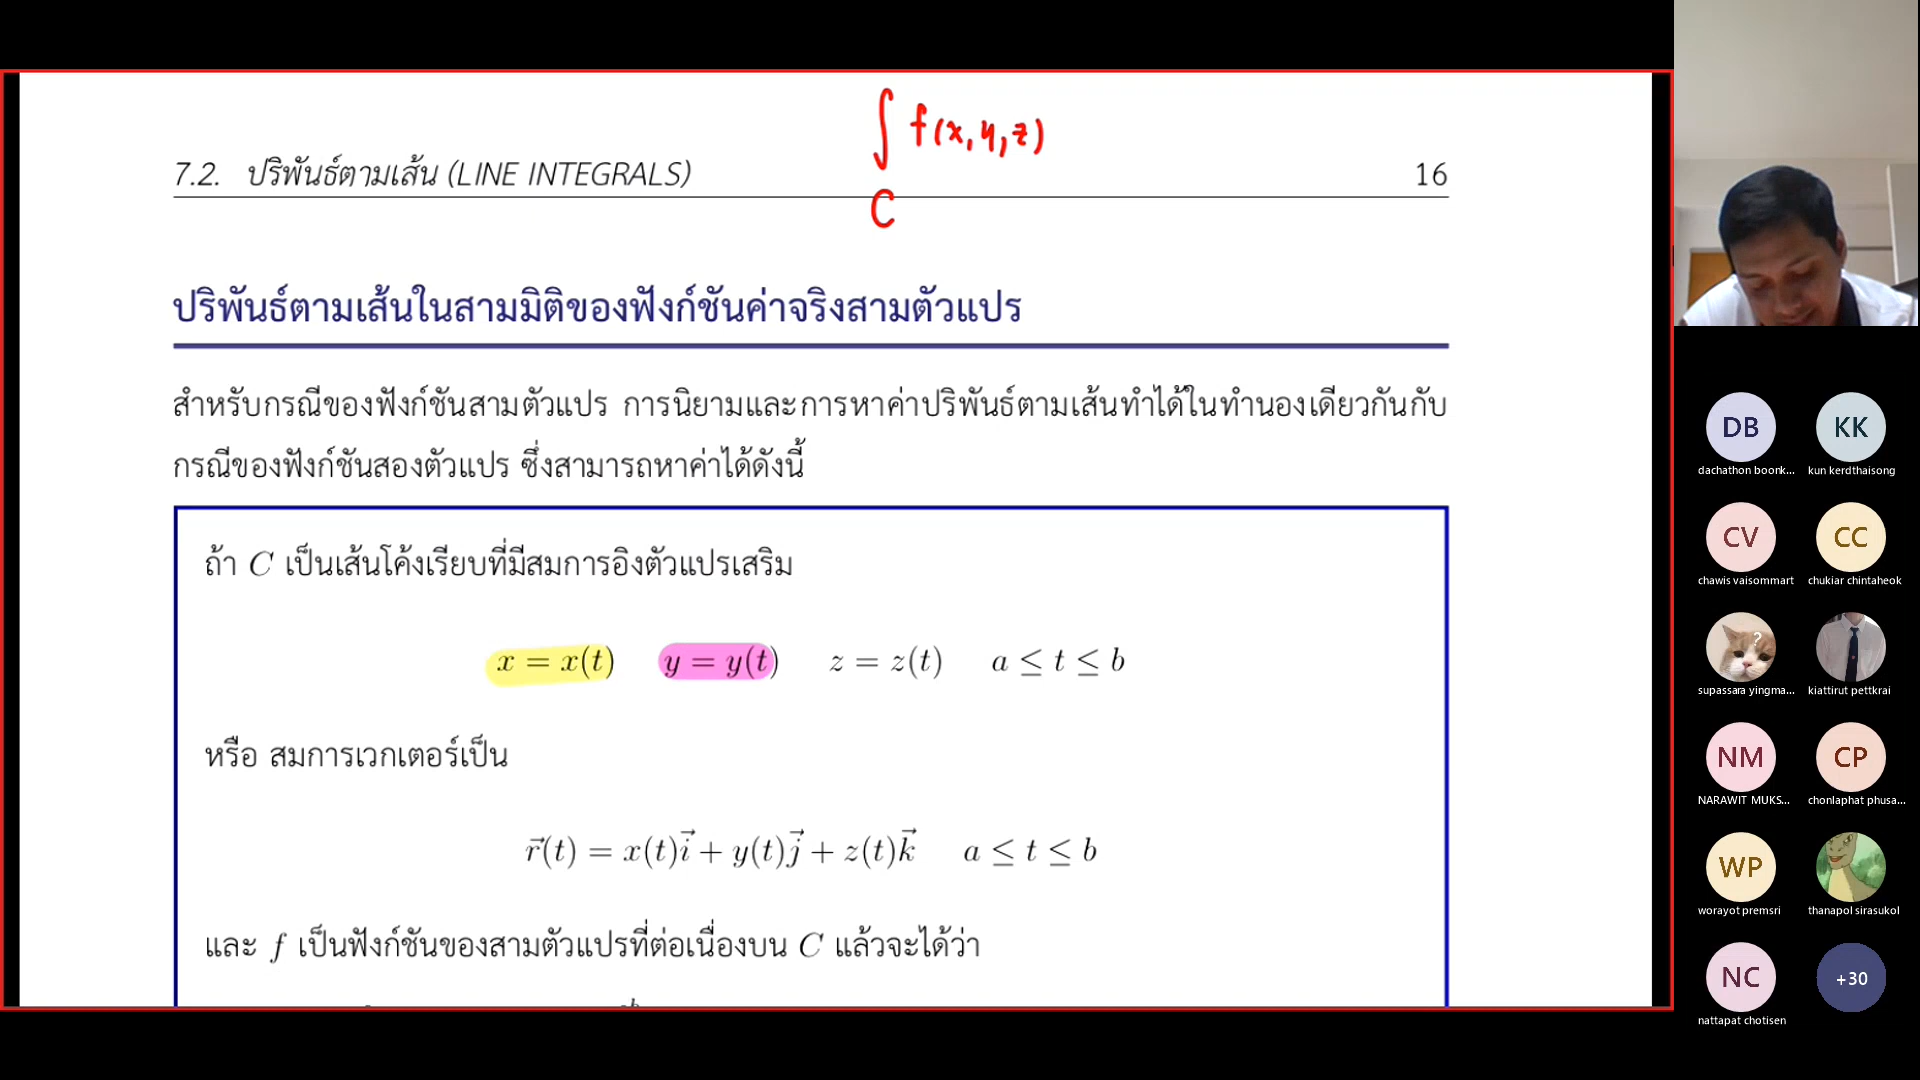 ∫ f(x,y,z)
C
7.2. ปริพันธ์ตามเส้น (LINE INTEGRALS) 16
ปริพันธ์ตามเส้นในสามมิติของฟังก์ชันค่าจริงสามตัวแปร
สำหรับกรณีของฟังก์ชันสามตัวแปร การนิยามและการหาค่าปริพันธ์ตามเส้นทำได้ในทำนองเดียวกันกับ
กรณีของฟังก์ชันสองตัวแปร ซึ่งสามารถหาค่าได้ดังนี้
ถ้า C เป็นเส้นโค้งเรียบที่มีสมการอิงตัวแปรเสริม
x = x(t) y = y(t) z = z(t) a ≤ t ≤ b
หรือ สมการเวกเตอร์เป็น
r⃗(t) = x(t)i⃗ + y(t)j⃗ + z(t)k⃗ a ≤ t ≤ b
และ f เป็นฟังก์ชันของสามตัวแปรที่ต่อเนื่องบน C แล้วจะได้ว่า
DB KK
dachathon boonk... kun kerdthaisong
CV CC
chawis vaisommart chukiar chintaheok
?
supassara yingma... kiattirut pettkrai
NM CP
NARAWIT MUKS... chonlaphat phusa...
WP
worayot premsri thanapol sirasukol
NC +30
nattapat chotisen